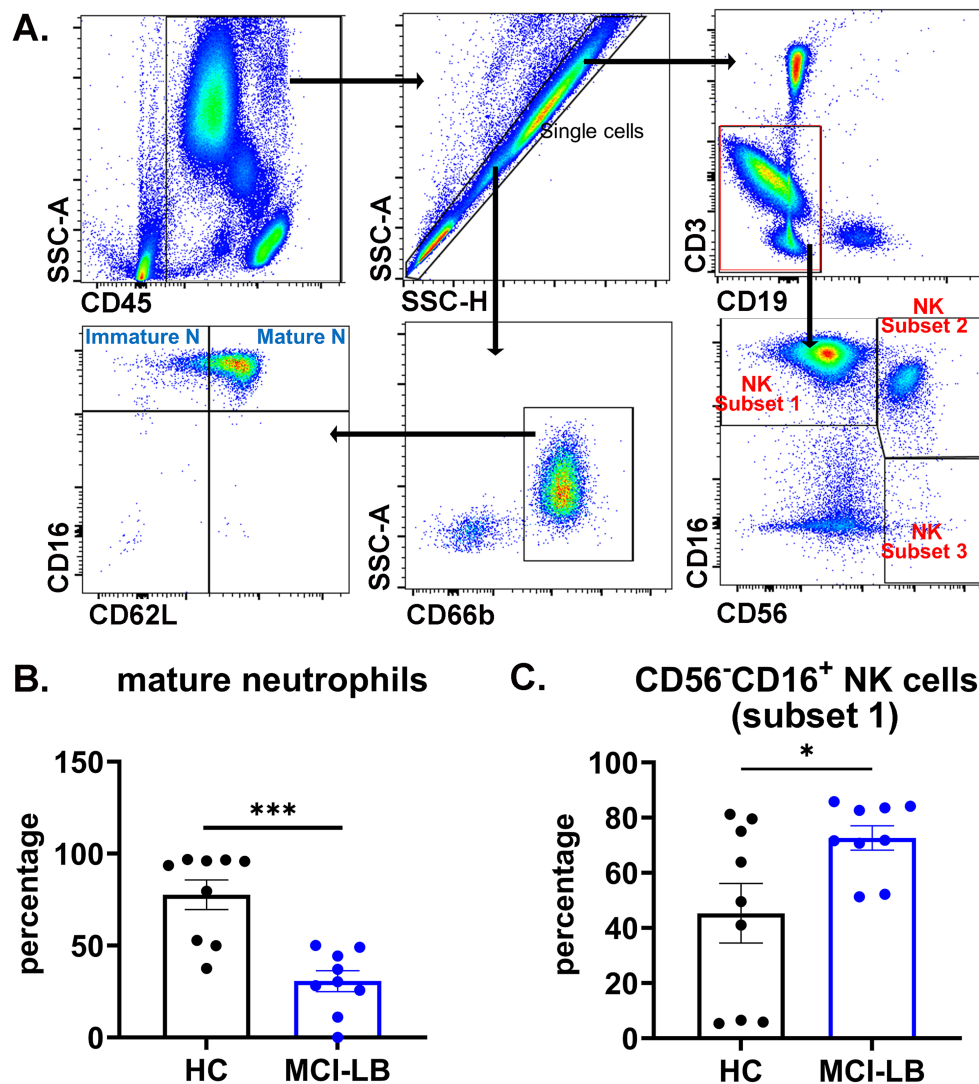 A.
SSC-A
CD45
SSC-A
Single cells
SSC-H
CD3
CD19
Immature N
Mature N
CD16
CD62L
SSC-A
CD66b
NK
Subset 2
NK
Subset 1
NK
Subset 3
CD16
CD56
B.
mature neutrophils
percentage
150
100
50
0
***
HC
MCI-LB
C.
CD56⁻CD16⁺ NK cells
(subset 1)
percentage
100
80
60
40
20
0
*
HC
MCI-LB